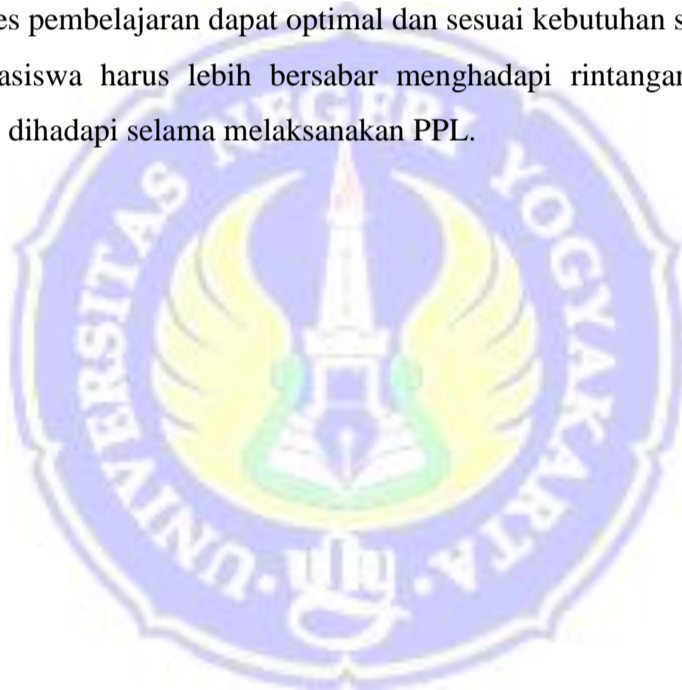 es pembelajaran dapat optimal dan sesuai kebutuhan s
asiswa harus lebih bersabar menghadapi rintangan
dihadapi selama melaksanakan PPL.
UNIVERSITAS NEGERI YOGYAKARTA
uny